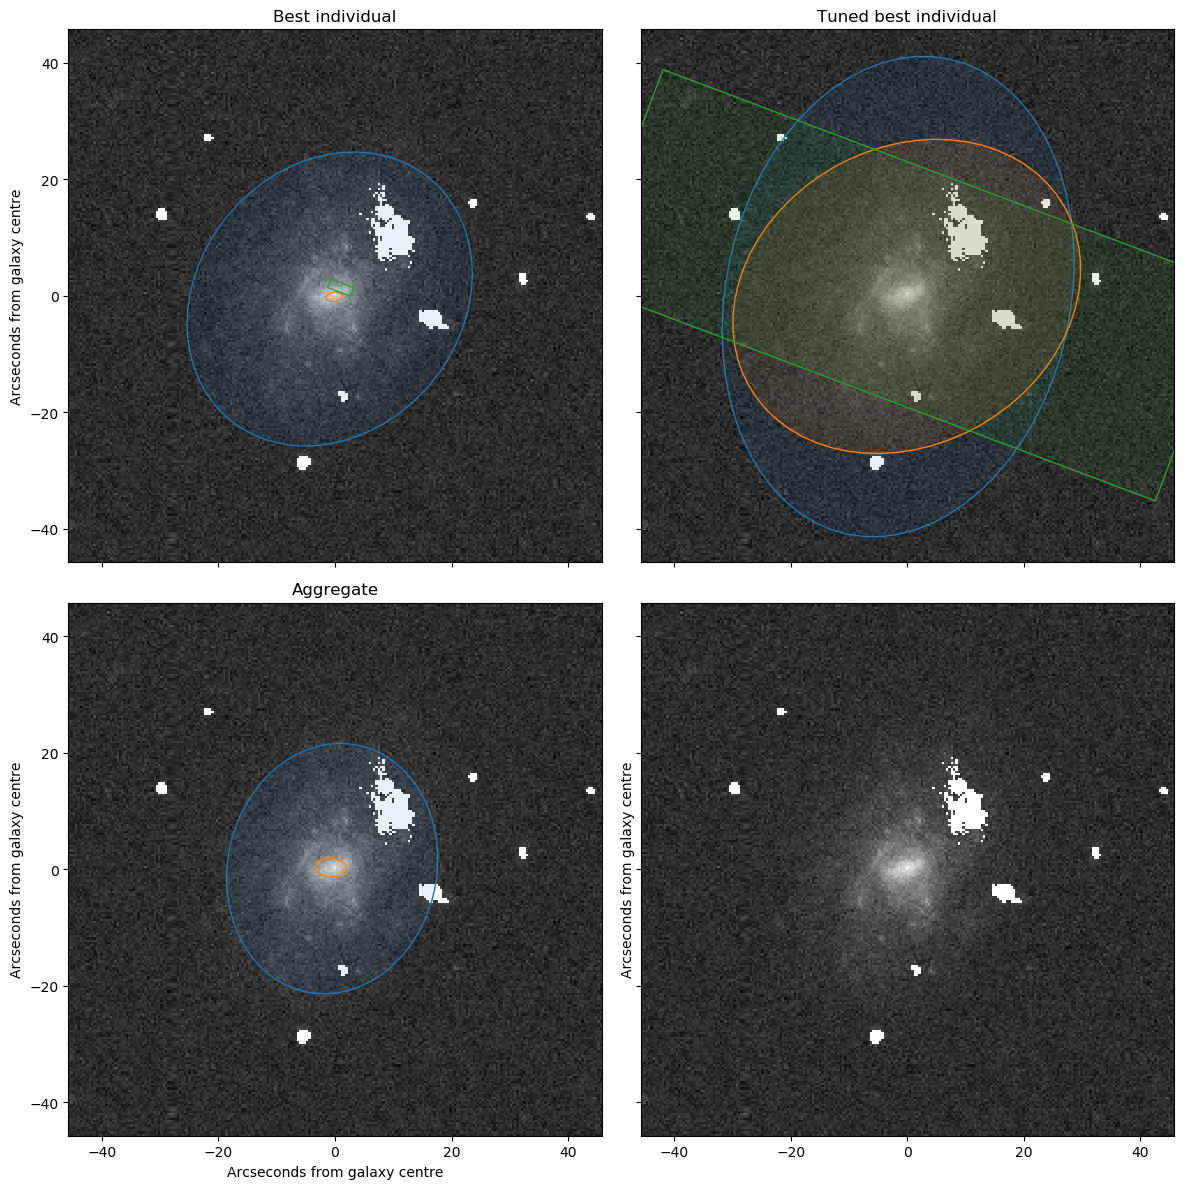 Best individual
Tuned best individual
40
20
0
−20
−40
Arcseconds from galaxy centre
Aggregate
40
20
0
−20
−40
Arcseconds from galaxy centre
Arcseconds from galaxy centre
−40 −20 0 20 40
−40 −20 0 20 40
Arcseconds from galaxy centre